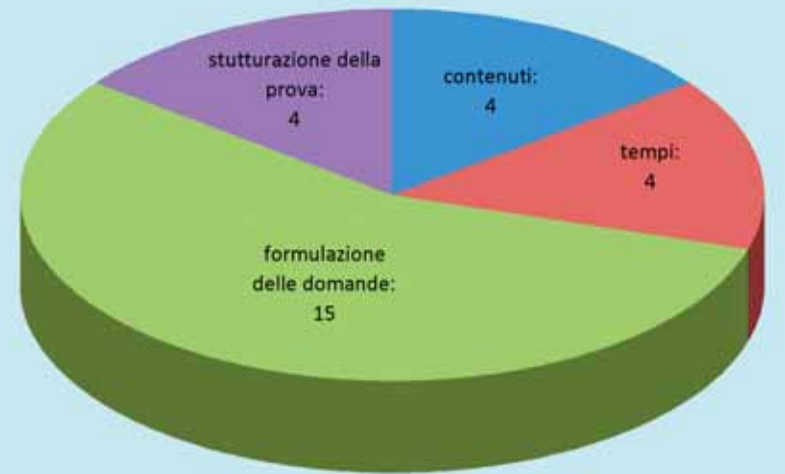 stutturazione della
prova:
4
contenuti:
4
tempi:
4
formulazione
delle domande:
15